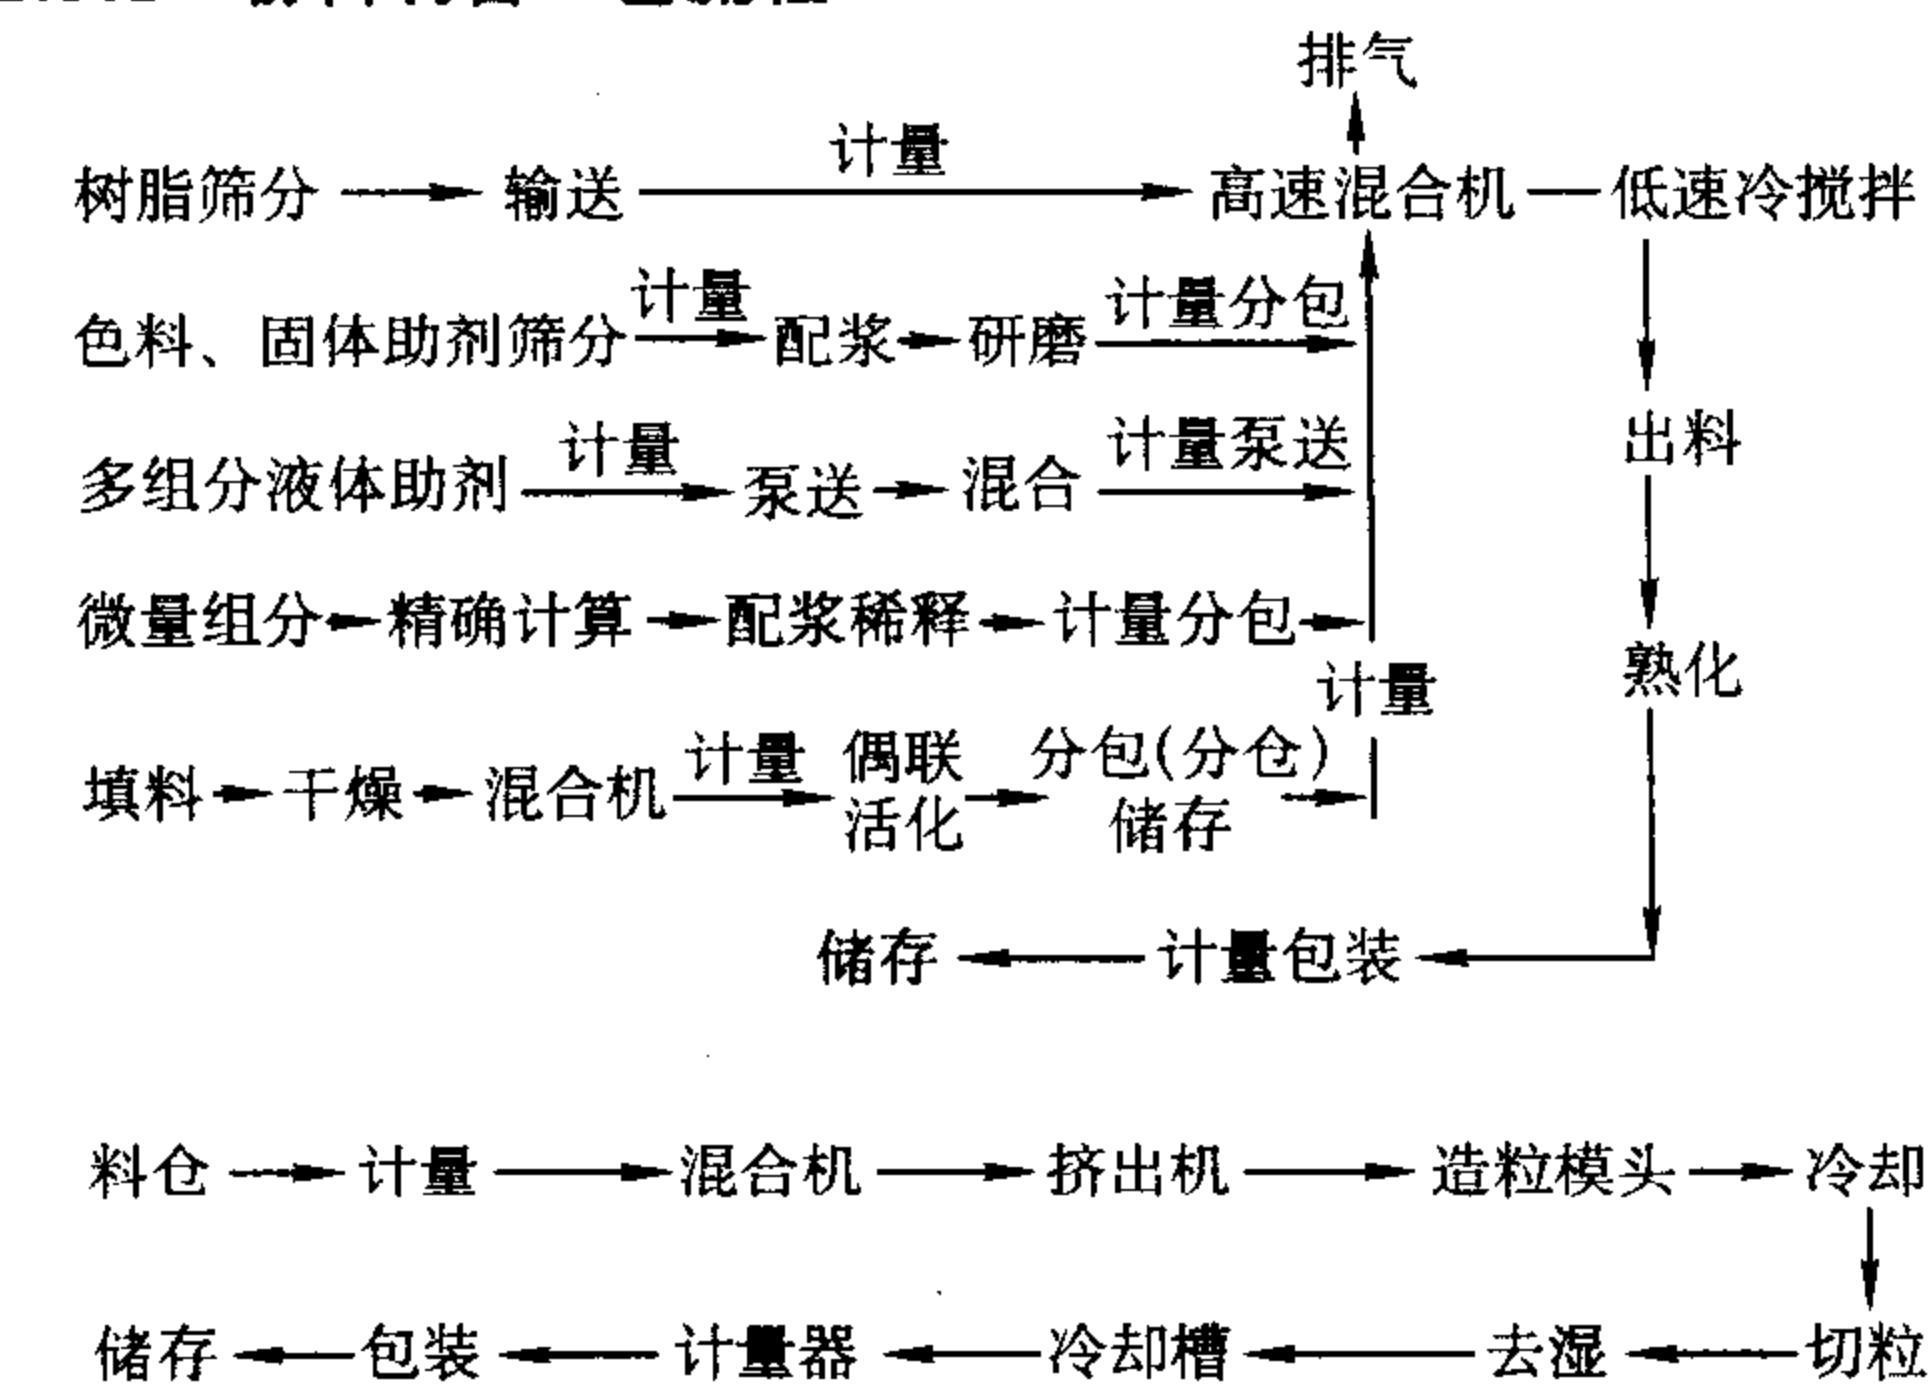 排气
计量
树脂筛分 输送 高速混合机 低速冷搅拌
计量 计量分包
色料、固体助剂筛分 配浆 研磨
计量 计量泵送 出料
多组分液体助剂 泵送 混合
微量组分 精确计算 配浆稀释 计量分包
计量 熟化
计量 偶联 分包(分仓)
填料 干燥 混合机 活化 储存
储存 计量包装
料仓 计量 混合机 挤出机 造粒模头 冷却
储存 包装 计量器 冷却槽 去湿 切粒